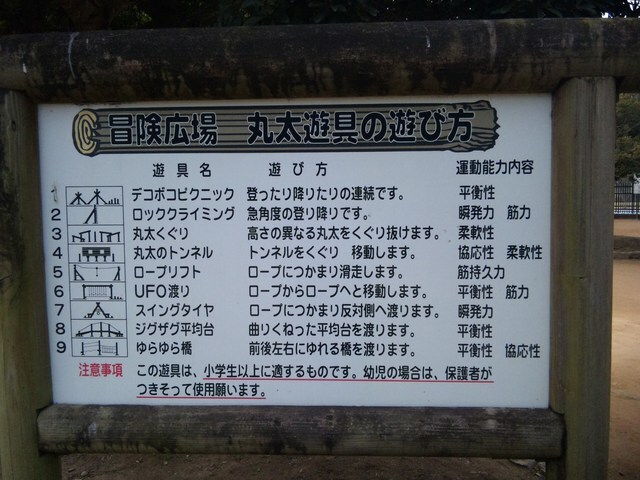 冒険広場 丸太遊具の遊び方
遊具名 遊び方 運動能力内容
1 デコボコピクニック 登ったり降りたりの連続です。 平衡性
2 ロッククライミング 急角度の登り降りです。 瞬発力 筋力
3 丸太くぐり 高さの異なる丸太をくぐり抜けます。 柔軟性
4 丸太のトンネル トンネルをくぐり 移動します。 協応性 柔軟性
5 ロープリフト ロープにつかまり滑走します。 筋持久力
6 UFO渡り ロープからロープへと移動します。 平衡性 筋力
7 スイングタイヤ ロープにつかまり反対側へ渡ります。 瞬発力
8 ジグザグ平均台 曲りくねった平均台を渡ります。 平衡性
9 ゆらゆら橋 前後左右にゆれる橋を渡ります。 平衡性 協応性
注意事項 この遊具は、小学生以上に適するものです。幼児の場合は、保護者が
つきそって使用願います。